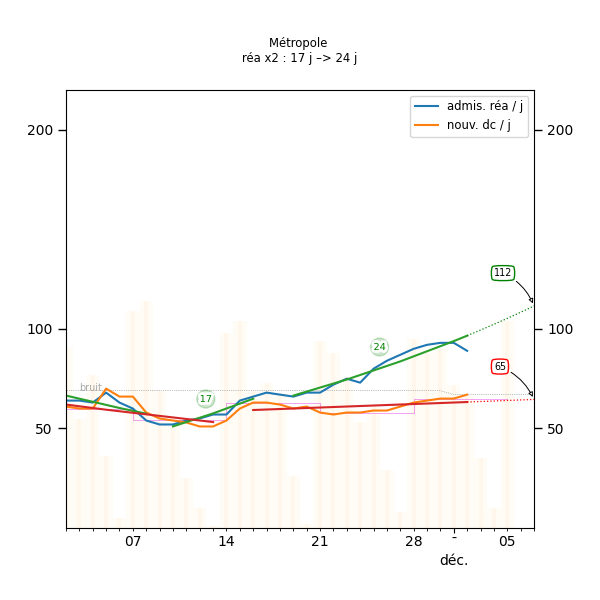 Métropole
réa x2 : 17 j –> 24 j
admis. réa / j
nouv. dc / j
200
200
112
100
100
24
65
bruit
17
50
50
07
14
21
28
-
05
déc.